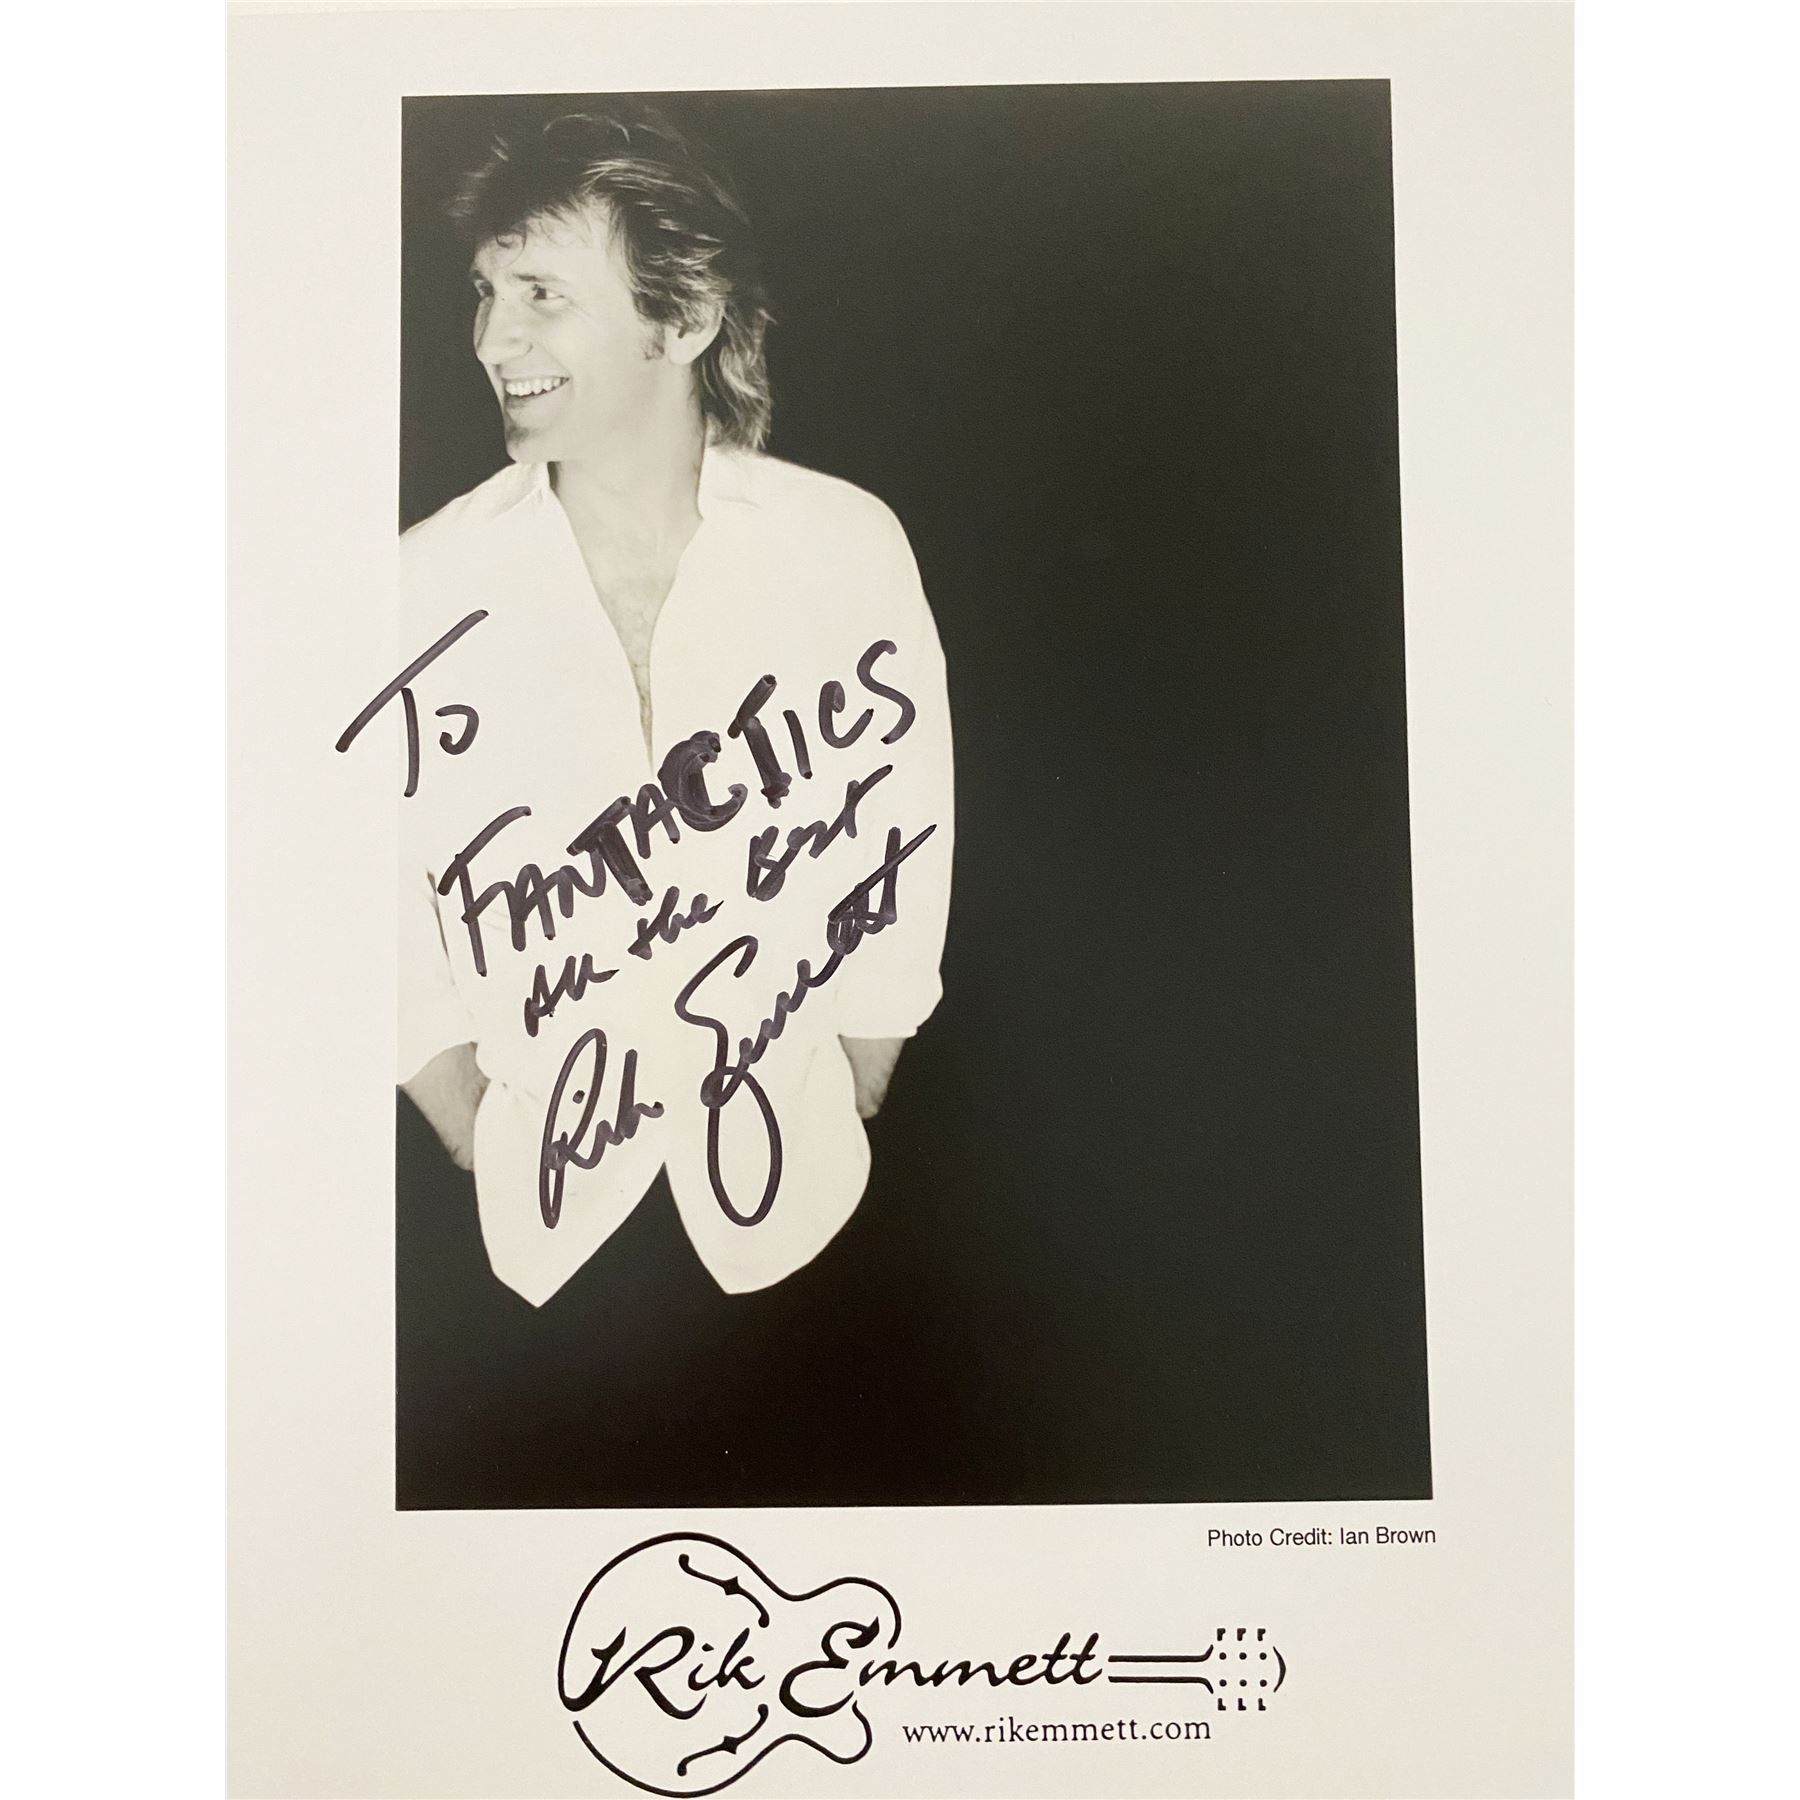 To
FANTACTICS
All the Best
Rik Emmett
Photo Credit: Ian Brown
Rik Emmett
www.rikemmett.com